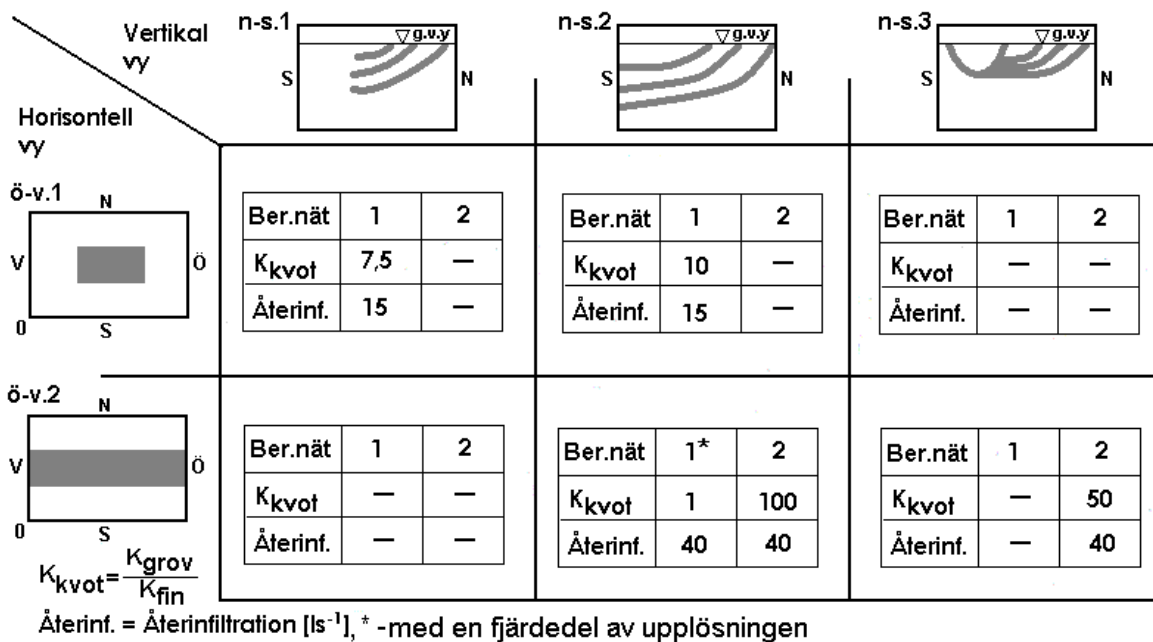 Vertikal vy
Horisontell vy
n-s.1
▽ g.v.y
S
N
n-s.2
▽ g.v.y
S
N
n-s.3
▽ g.v.y
S
N
ö-v.1
N
V
Ö
0
S
Ber.nät 1 2
Kkvot 7,5 —
Återinf. 15 —
Ber.nät 1 2
Kkvot 10 —
Återinf. 15 —
Ber.nät 1 2
Kkvot — —
Återinf. — —
ö-v.2
N
V
Ö
0
S
Ber.nät 1 2
Kkvot — —
Återinf. — —
Ber.nät 1* 2
Kkvot 1 100
Återinf. 40 40
Ber.nät 1 2
Kkvot — 50
Återinf. — 40
Kkvot = Kgrov / Kfin
Återinf. = Återinfiltration [ls⁻¹], * -med en fjärdedel av upplösningen